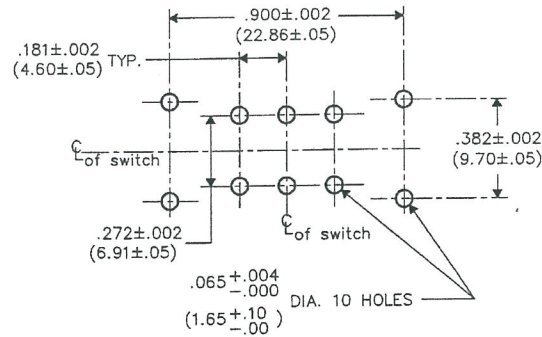 .900±.002
(22.86±.05)
.181±.002
(4.60±.05) TYP.
.382±.002
(9.70±.05)
℄ of switch
.272±.002
(6.91±.05)
℄ of switch
.065 +.004 -.000 DIA. 10 HOLES
(1.65 +.10 -.00)